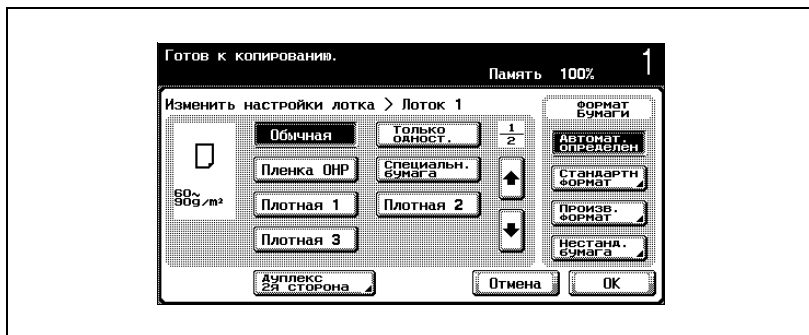 Готов к копированию.
Память 100%
1
Изменить настройки лотка > Лоток 1
60~
90g/m²
Обычная
Только
одност.
1
2
Пленка OHP
Специальн.
бумага
Плотная 1
Плотная 2
Плотная 3
Дуплекс
2я сторона
Формат
бумаги
Автомат.
определен
Стандартн
формат
Произв.
формат
Нестанд.
бумага
Отмена
OK